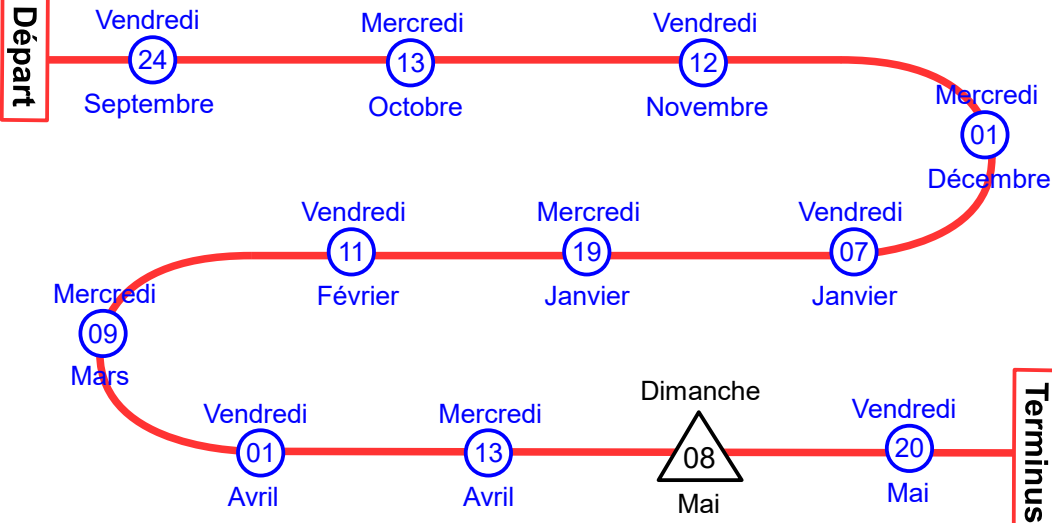 Départ
Vendredi
24
Septembre
Mercredi
13
Octobre
Vendredi
12
Novembre
Mercredi
01
Décembre
Vendredi
07
Janvier
Mercredi
19
Janvier
Vendredi
11
Février
Mercredi
09
Mars
Vendredi
01
Avril
Mercredi
13
Avril
Dimanche
08
Mai
Vendredi
20
Mai
Terminus